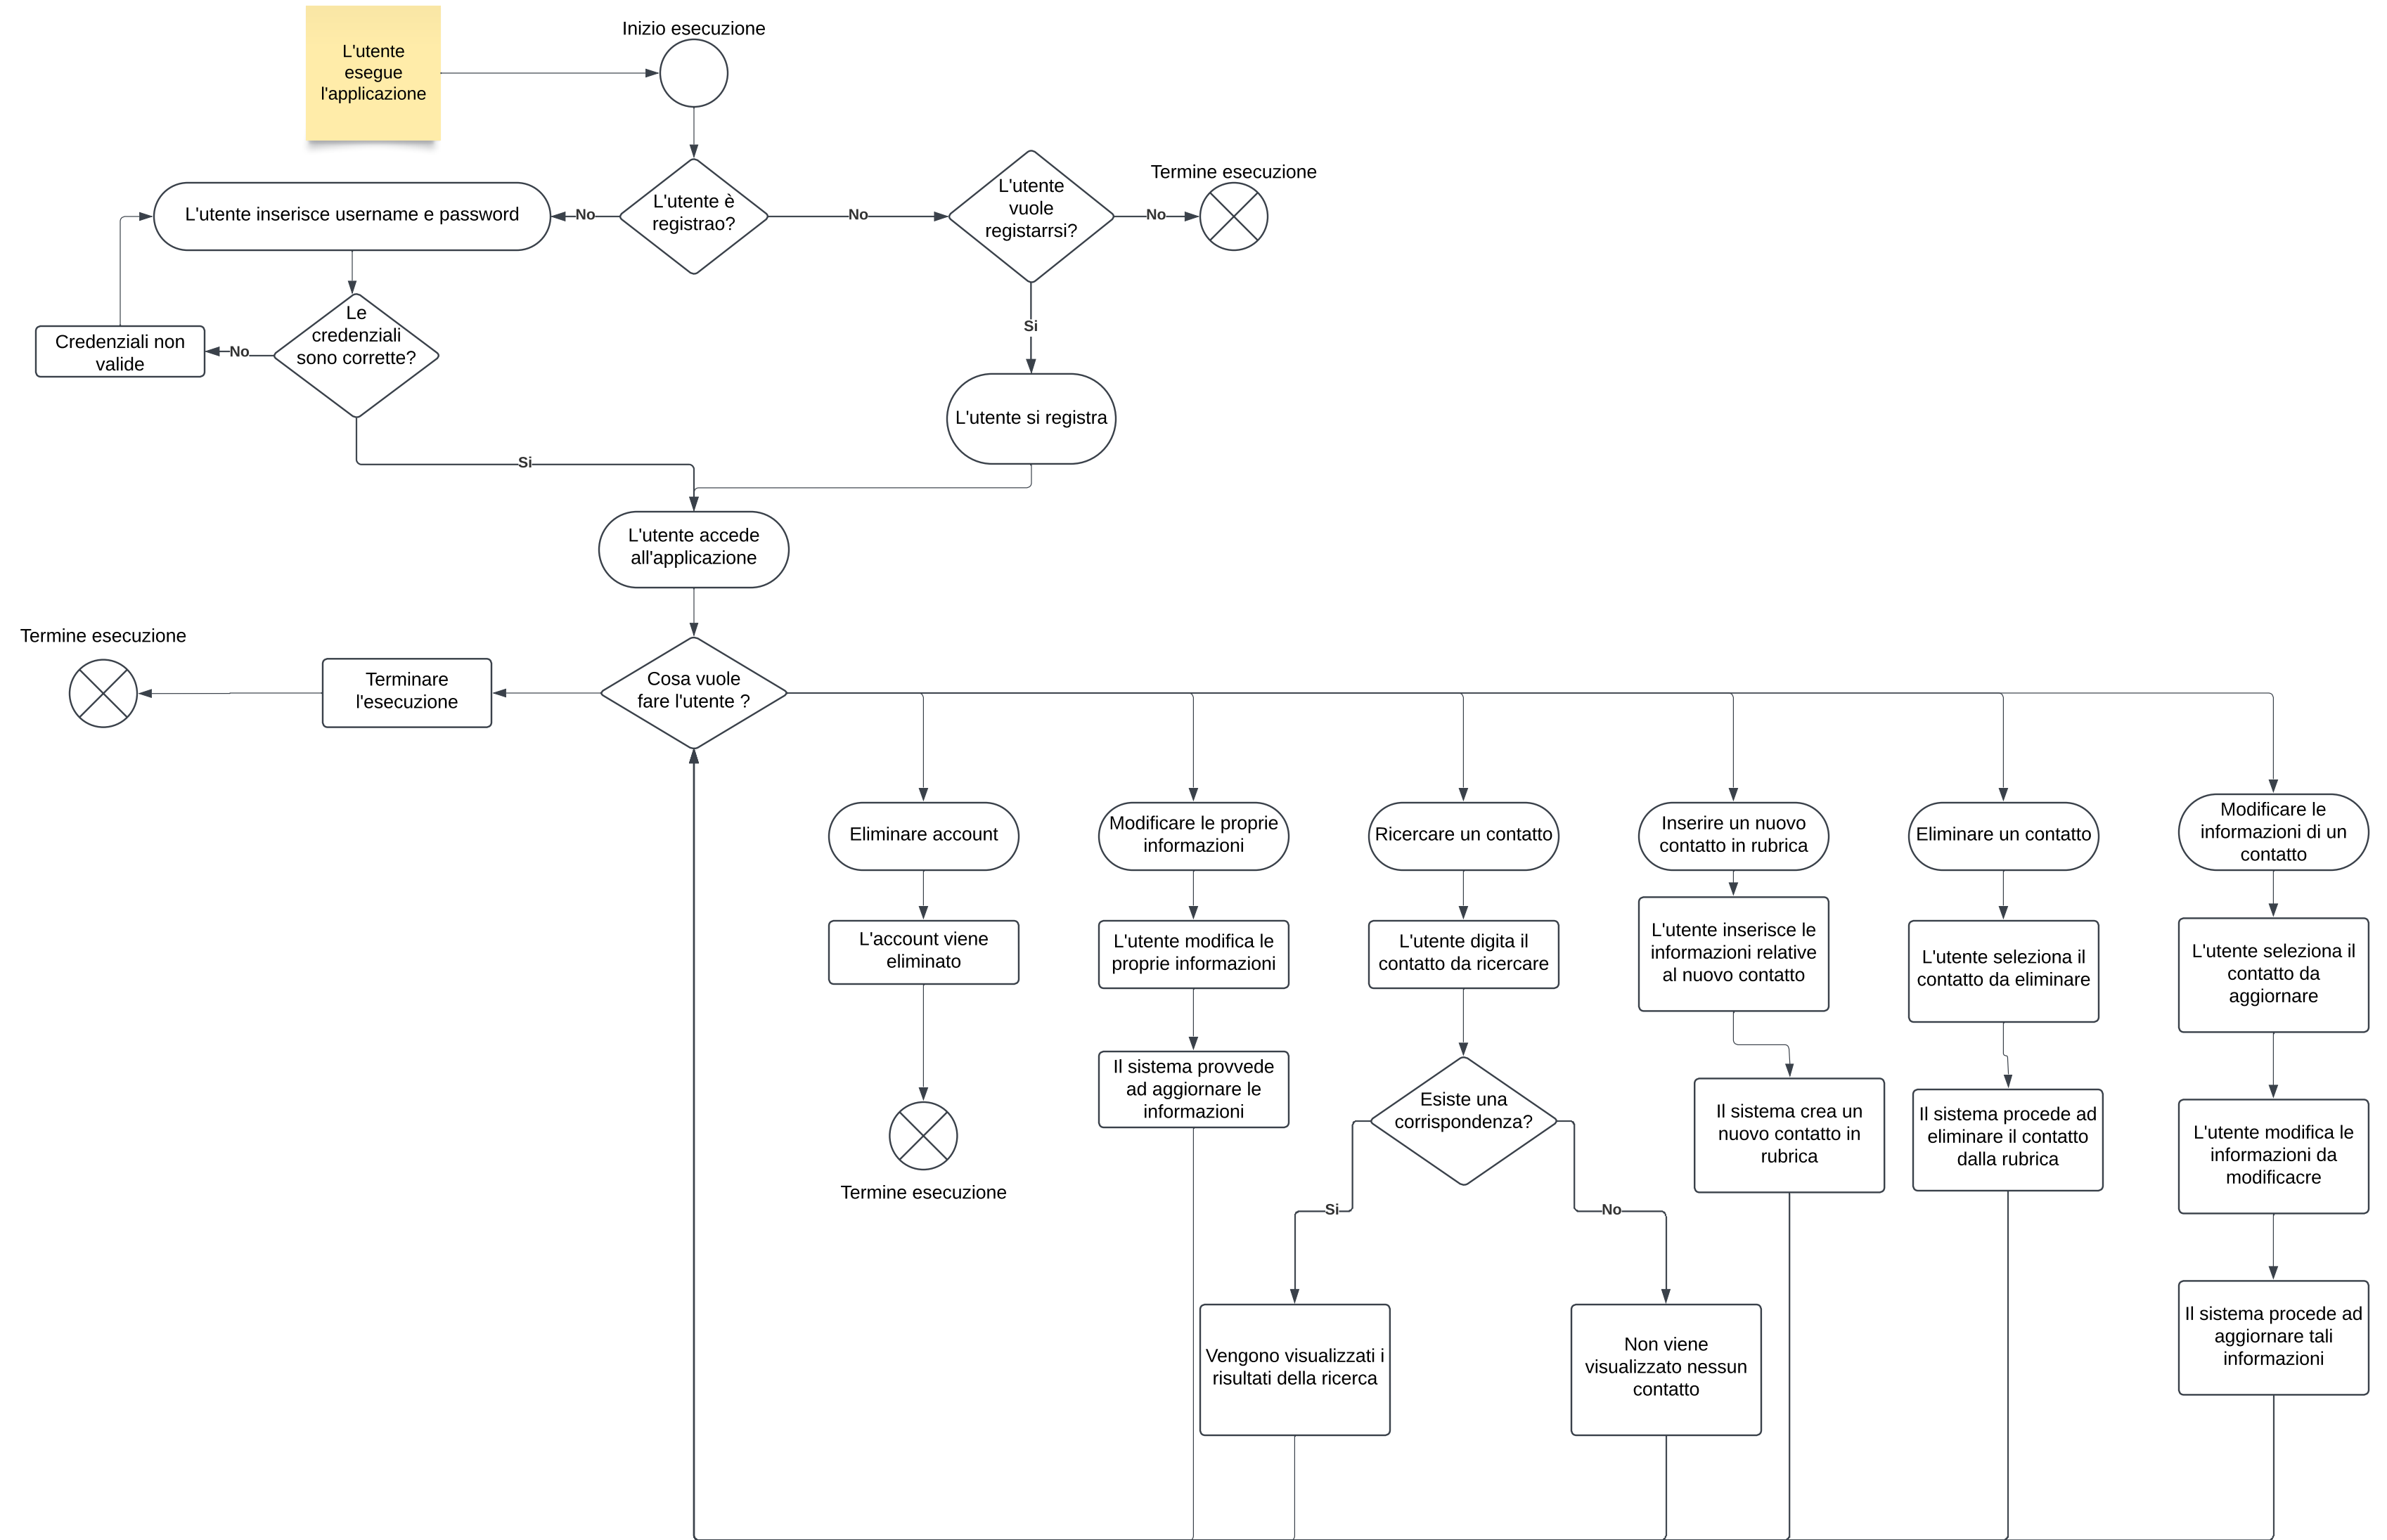 L'utente
esegue
l'applicazione
Inizio esecuzione
L'utente inserisce username e password
No
L'utente è
registrao?
No
L'utente
vuole
registarrsi?
No
Termine esecuzione
Credenziali non
valide
No
Le
credenziali
sono corrette?
Si
L'utente si registra
Si
L'utente accede
all'applicazione
Termine esecuzione
Terminare
l'esecuzione
Cosa vuole
fare l'utente ?
Eliminare account
L'account viene
eliminato
Termine esecuzione
Modificare le proprie
informazioni
L'utente modifica le
proprie informazioni
Il sistema provvede
ad aggiornare le
informazioni
Ricercare un contatto
L'utente digita il
contatto da ricercare
Esiste una
corrispondenza?
Si
No
Vengono visualizzati i
risultati della ricerca
Non viene
visualizzato nessun
contatto
Inserire un nuovo
contatto in rubrica
L'utente inserisce le
informazioni relative
al nuovo contatto
Il sistema crea un
nuovo contatto in
rubrica
Eliminare un contatto
L'utente seleziona il
contatto da eliminare
Il sistema procede ad
eliminare il contatto
dalla rubrica
Modificare le
informazioni di un
contatto
L'utente seleziona il
contatto da
aggiornare
L'utente modifica le
informazioni da
modificacre
Il sistema procede ad
aggiornare tali
informazioni